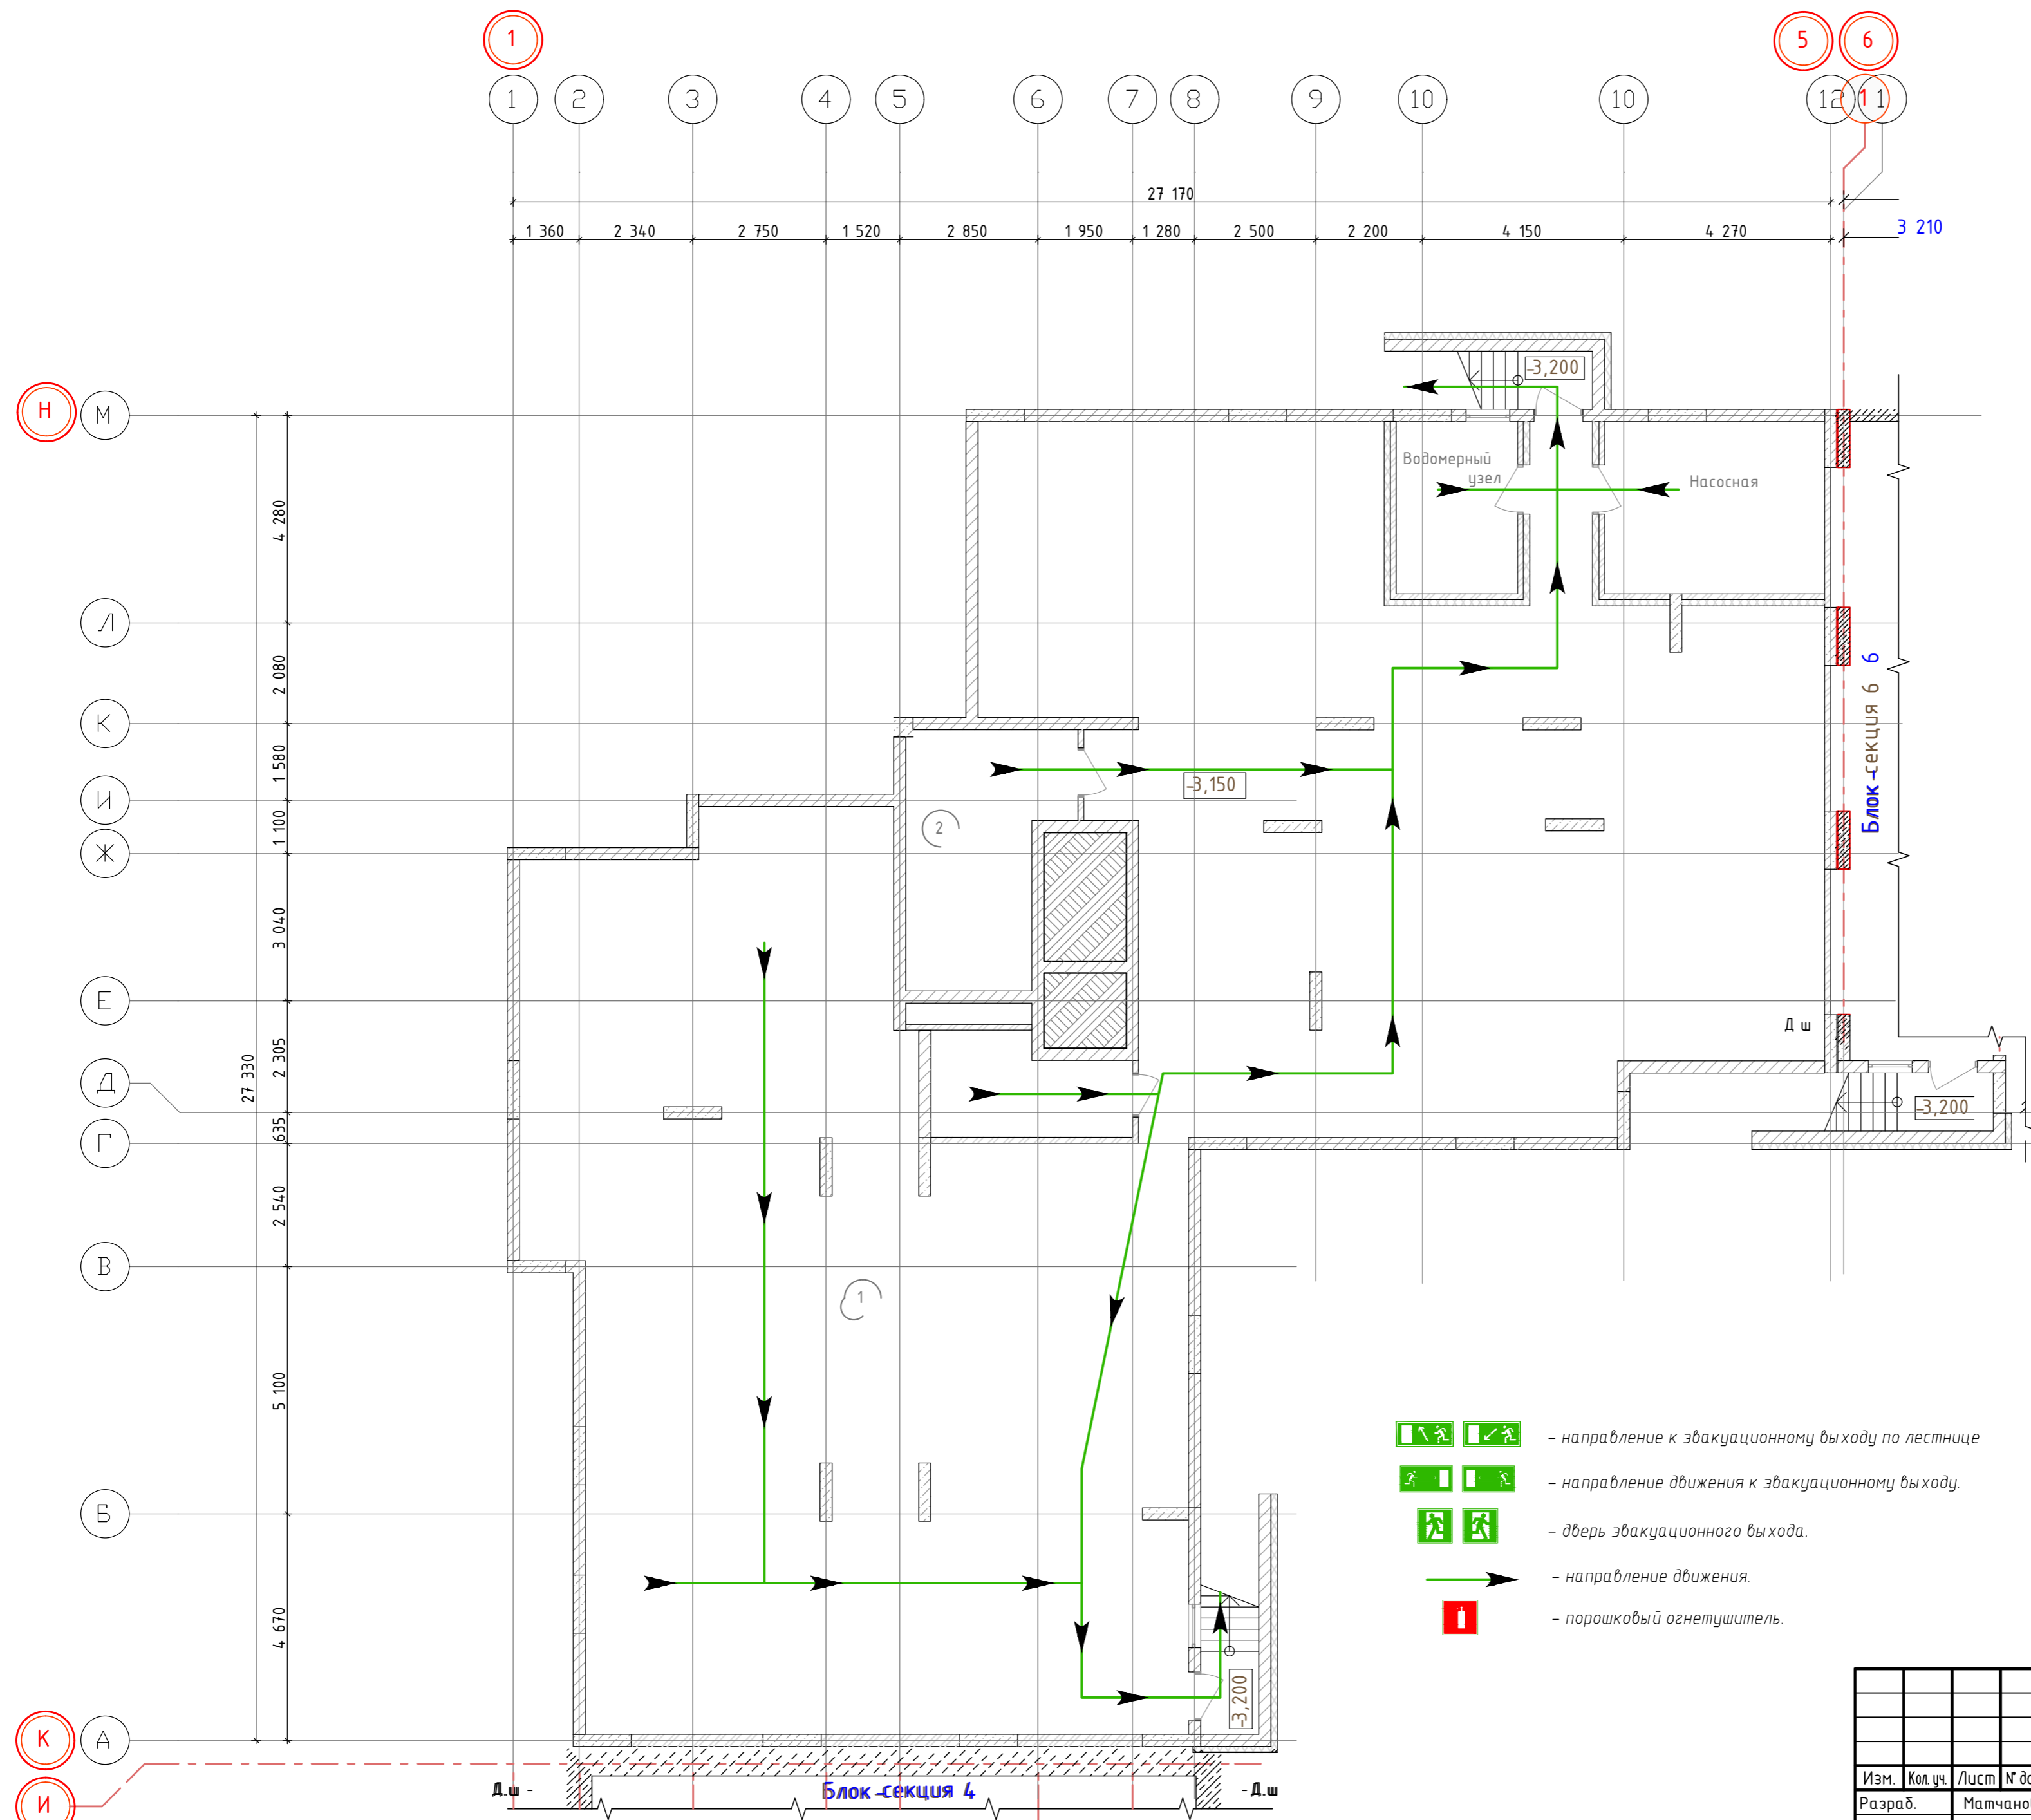 1
5
6
1
2
3
4
5
6
7
8
9
10
10
12
1
1
27 170
3 210
1 360
2 340
2 750
1 520
2 850
1 950
1 280
2 500
2 200
4 150
4 270
-3,200
Н
М
Водомерный
узел
Насосная
4 280
Л
2 080
К
1 580
-3,150
И
1 100
2
Ж
Блок-секция 6 6
3 040
Е
Д ш
2 305
27 330
Д
-3,200
635
Г
2 540
В
1
5 100
- направление к эвакуационному выходу по лестнице
- направление движения к эвакуационному выходу.
Б
- дверь эвакуационного выхода.
- направление движения.
- порошковый огнетушитель.
4 670
-3,200
К
А
И
Д.ш -
Блок-секция 4
- Д.ш
Изм.
Кол. уч.
Лист
Разраб.